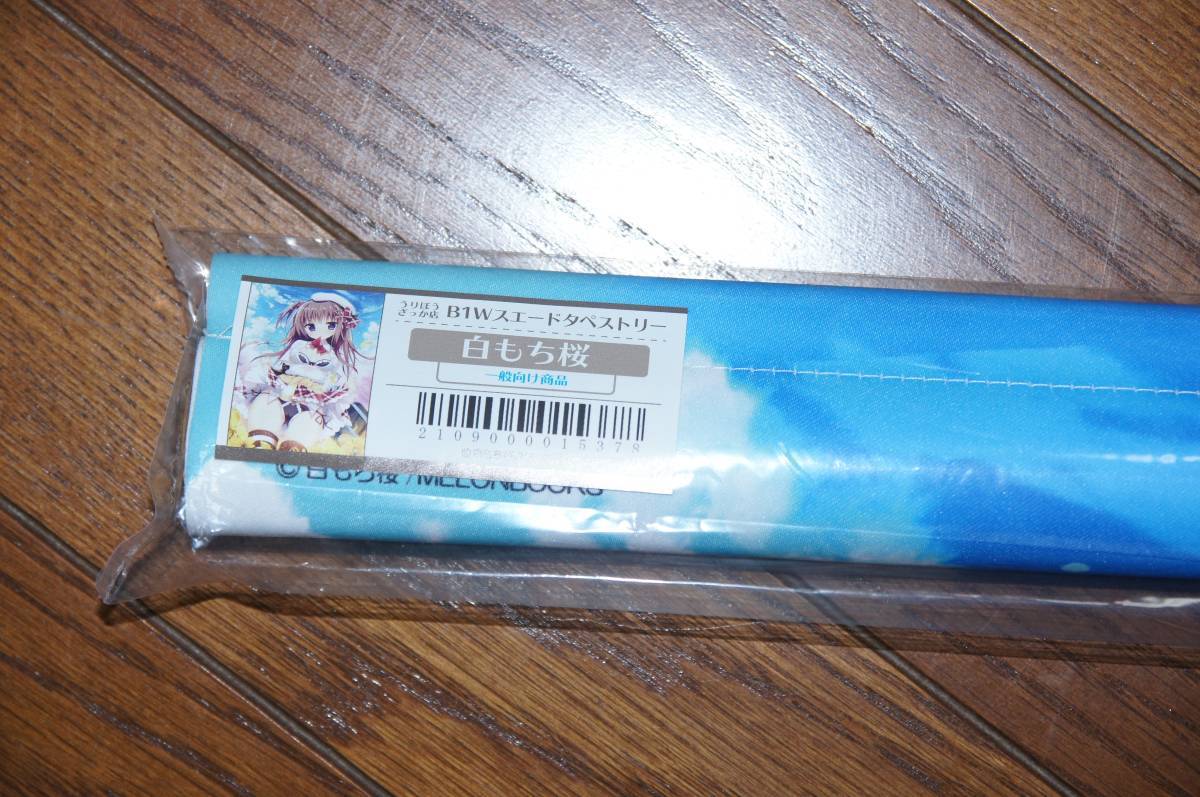 うりぼう
ざっか店 B1Wスエードタペストリー
白もち桜
一般向け商品
2109000015378
© 白もち桜 / MELONBOOKS